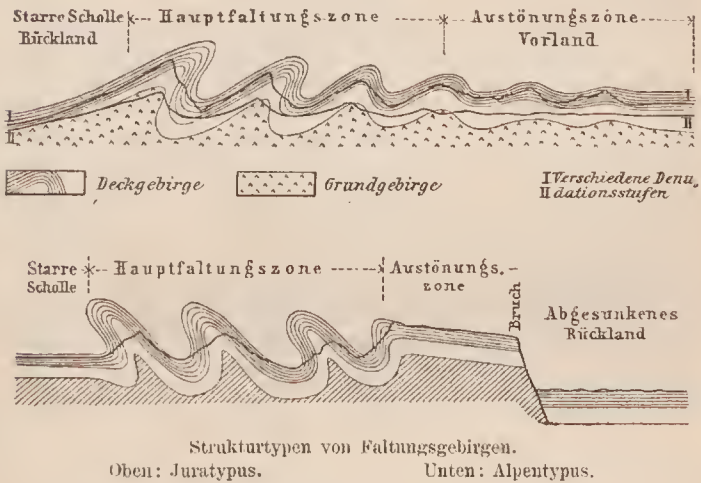 Starre Scholle
Rückland
Hauptfaltungszone
Austönungszone
Vorland
I
II
I
II
Deckgebirge
Grundgebirge
I Verschiedene Denu-
II dationsstufen
Starre
Scholle
Hauptfaltungszone
Austönungs-
zone
Bruch
Abgesunkenes
Rückland
Strukturtypen von Faltungsgebirgen.
Oben: Juratypus. Unten: Alpentypus.